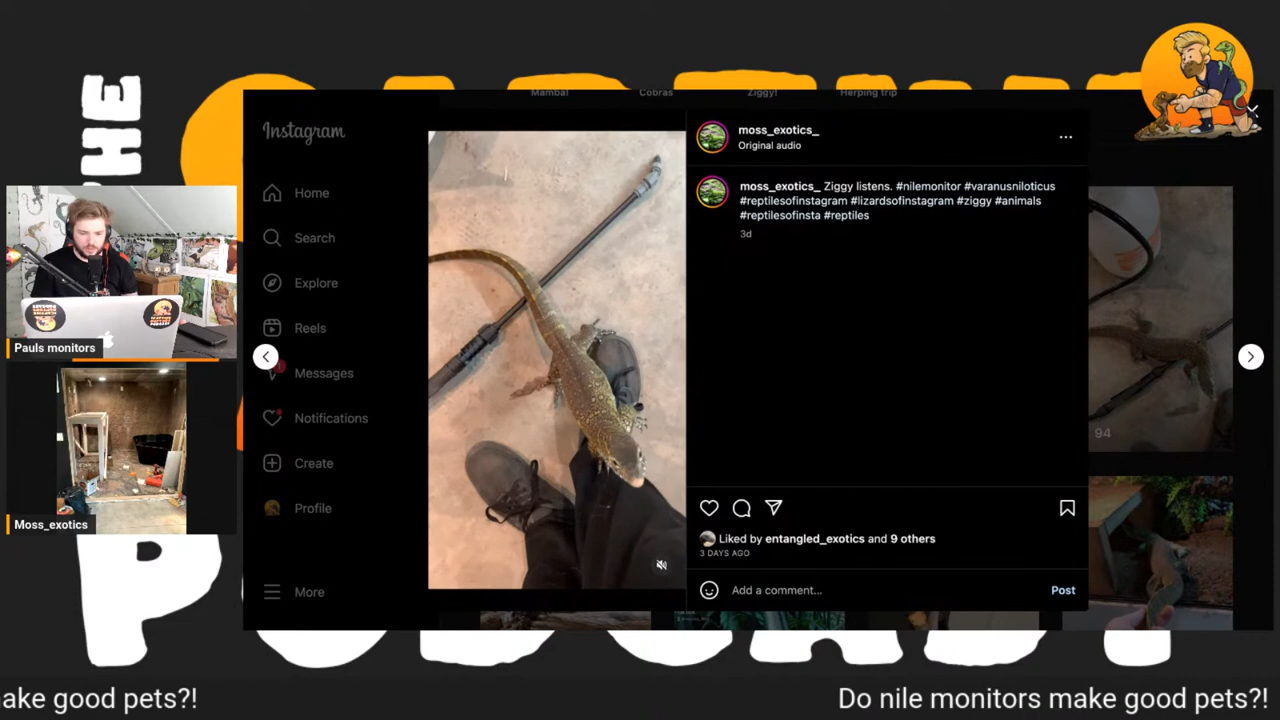 THE
Mamba!
Cobras
Ziggy!
Herping trip
Instagram
Home
Search
Explore
Reels
Messages
Notifications
Create
Profile
More
moss_exotics_
Original audio
moss_exotics_ Ziggy listens. #nilemonitor #varanusniloticus
#reptilesofinstagram #lizardsofinstagram #ziggy #animals
#reptilesofinsta #reptiles
3d
94
Liked by entangled_exotics and 9 others
3 DAYS AGO
Add a comment...
Post
Pauls monitors
Moss_exotics
ake good pets?!
Do nile monitors make good pets?!